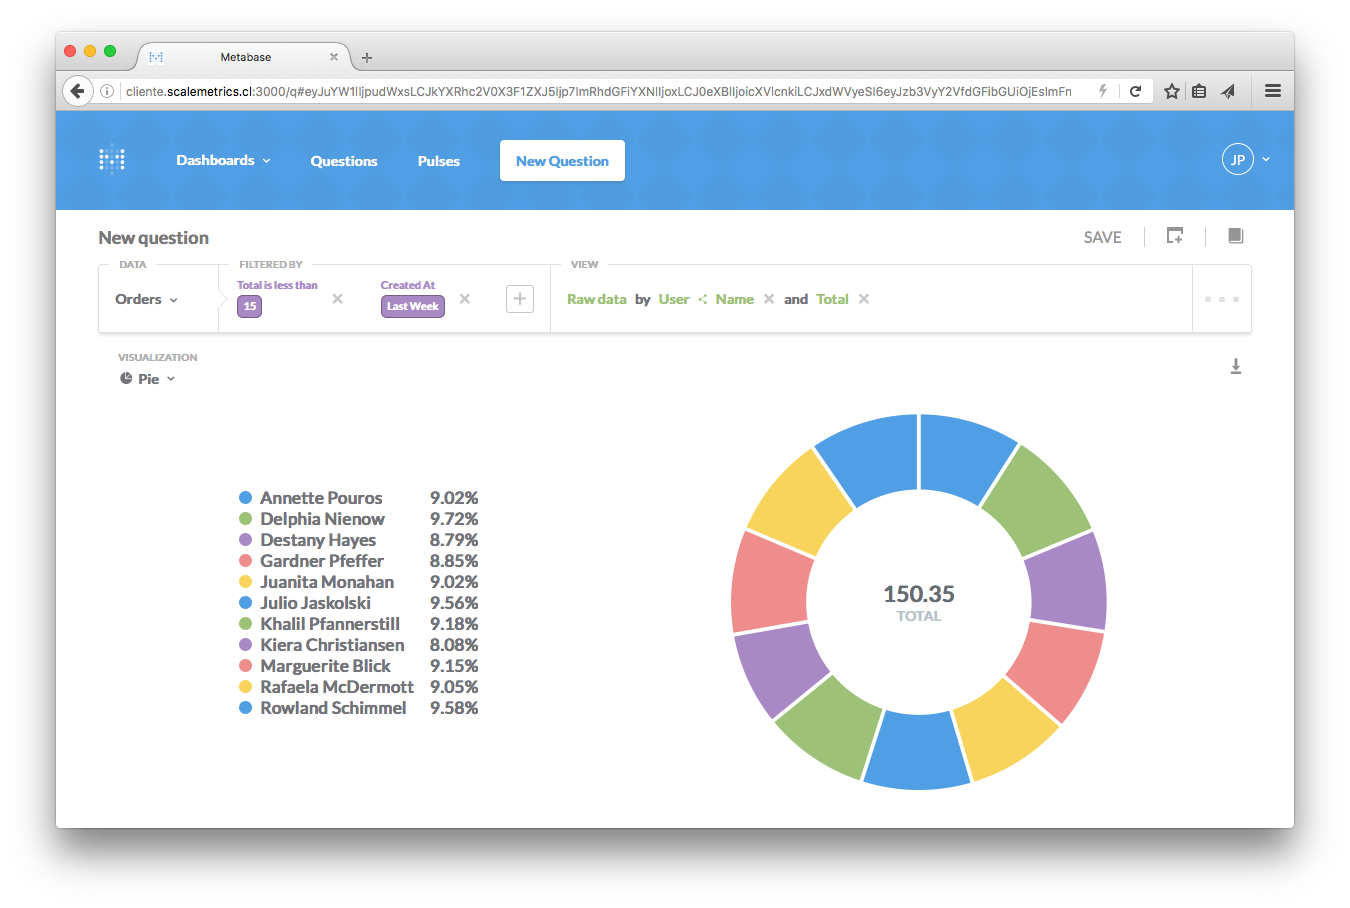 Metabase
cliente.scalemetrics.cl:3000/q#eyJuYW1lIjpudWxsLCJkYXRhc2V0X3F1ZXJ5Ijp7ImRhdGFiYXNlIjoxLCJ0eXBlIjoicXVlcnkiLCJxdWVyeSI6eyJzb3VyY2VfdGFibGUiOjEsImFn
Dashboards Questions Pulses New Question JP
New question SAVE
DATA FILTERED BY VIEW
Orders Total is less than 15 Created At Last Week Raw data by User Name and Total
VISUALIZATION
Pie
Annette Pouros 9.02%
Delphia Nienow 9.72%
Destany Hayes 8.79%
Gardner Pfeffer 8.85%
Juanita Monahan 9.02%
Julio Jaskolski 9.56%
Khalil Pfannerstill 9.18%
Kiera Christiansen 8.08%
Marguerite Blick 9.15%
Rafaela McDermott 9.05%
Rowland Schimmel 9.58%
150.35
TOTAL